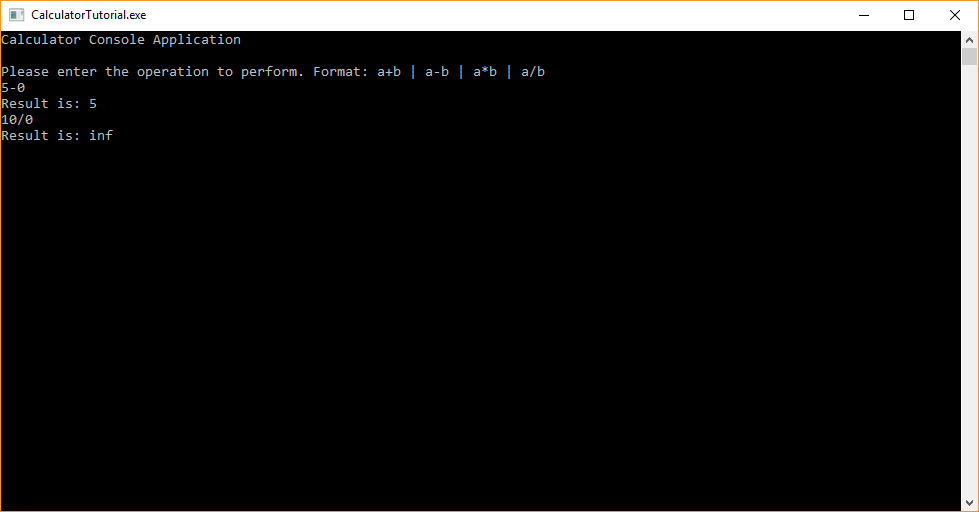 CalculatorTutorial.exe
Calculator Console Application
Please enter the operation to perform. Format: a+b | a-b | a*b | a/b
5-0
Result is: 5
10/0
Result is: inf